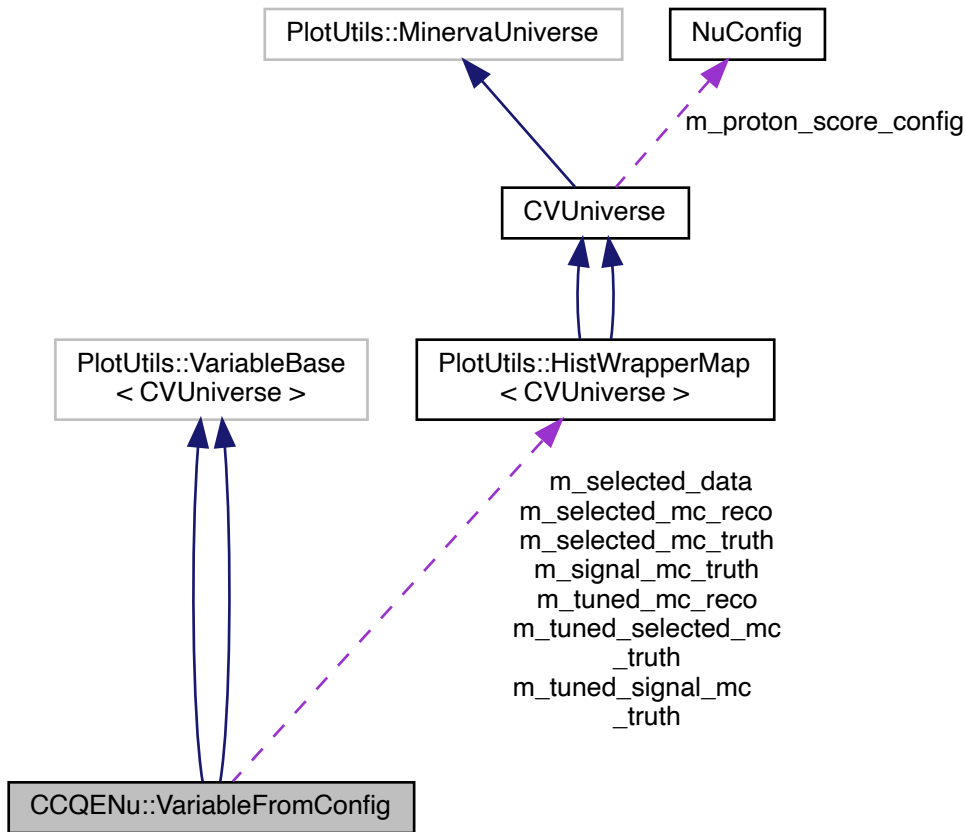 PlotUtils::MinervaUniverse
NuConfig
m_proton_score_config
CVUniverse
PlotUtils::VariableBase
< CVUniverse >
PlotUtils::HistWrapperMap
< CVUniverse >
m_selected_data
m_selected_mc_reco
m_selected_mc_truth
m_signal_mc_truth
m_tuned_mc_reco
m_tuned_selected_mc
_truth
m_tuned_signal_mc
_truth
CCQENu::VariableFromConfig